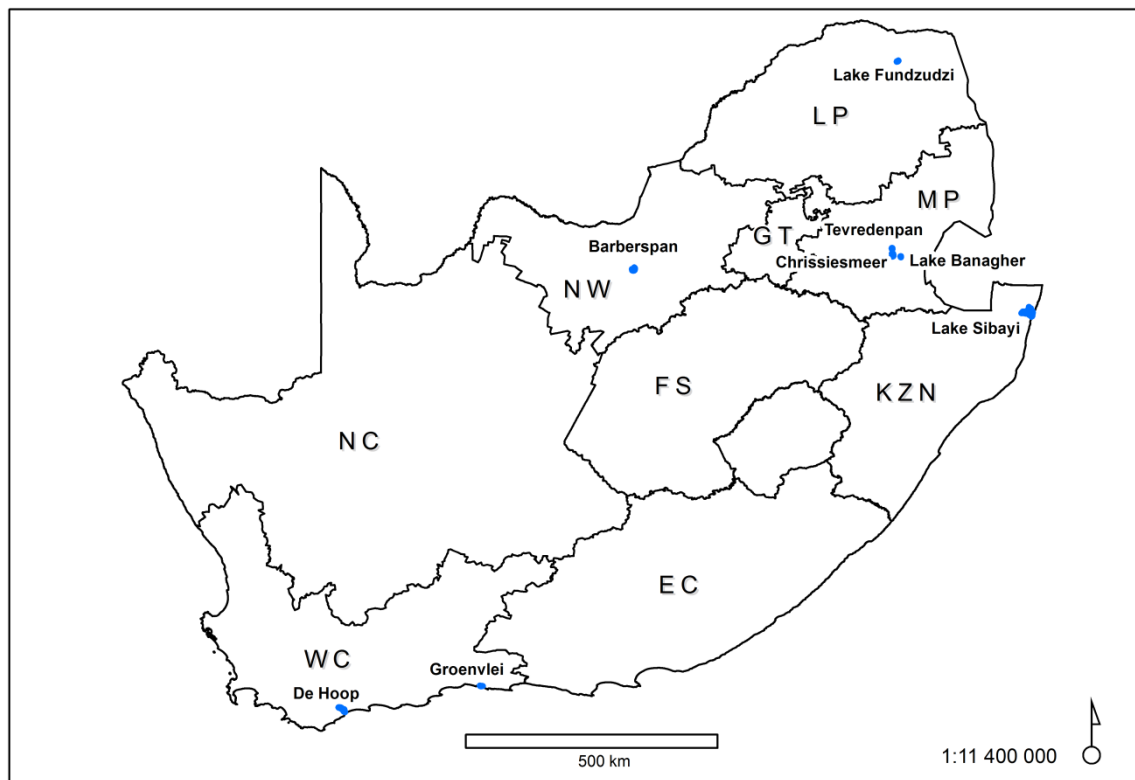 Lake Fundzudzi
LP
MP
Tevredenpan
GT
Barberspan
Chrissiesmeer
Lake Banagher
NW
Lake Sibayi
FS
KZN
NC
EC
WC
Groenvlei
De Hoop
500 km
1:11 400 000